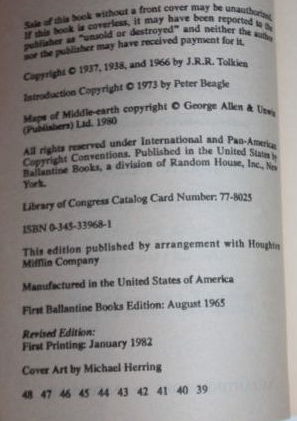 Sale of this book without a front cover may be unauthorized.
If this book is coverless, it may have been reported to the
publisher as "unsold or destroyed" and neither the author
nor the publisher may have received payment for it.
Copyright © 1937, 1938, and 1966 by J.R.R. Tolkien
Introduction Copyright © 1973 by Peter Beagle
Maps of Middle-earth copyright © George Allen & Unwin
(Publishers) Ltd. 1980
All rights reserved under International and Pan-American
Copyright Conventions. Published in the United States by
Ballantine Books, a division of Random House, Inc., New
York.
Library of Congress Catalog Card Number: 77-8025
ISBN 0-345-33968-1
This edition published by arrangement with Houghton
Mifflin Company
Manufactured in the United States of America
First Ballantine Books Edition: August 1965
Revised Edition:
First Printing: January 1982
Cover Art by Michael Herring
48 47 46 45 44 43 42 41 40 39